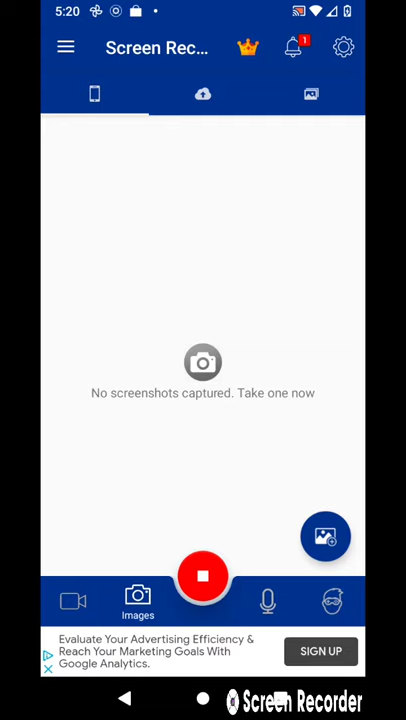 5:20
Screen Rec...
1
No screenshots captured. Take one now
Images
Evaluate Your Advertising Efficiency &
Reach Your Marketing Goals With
Google Analytics.
SIGN UP
Screen Recorder